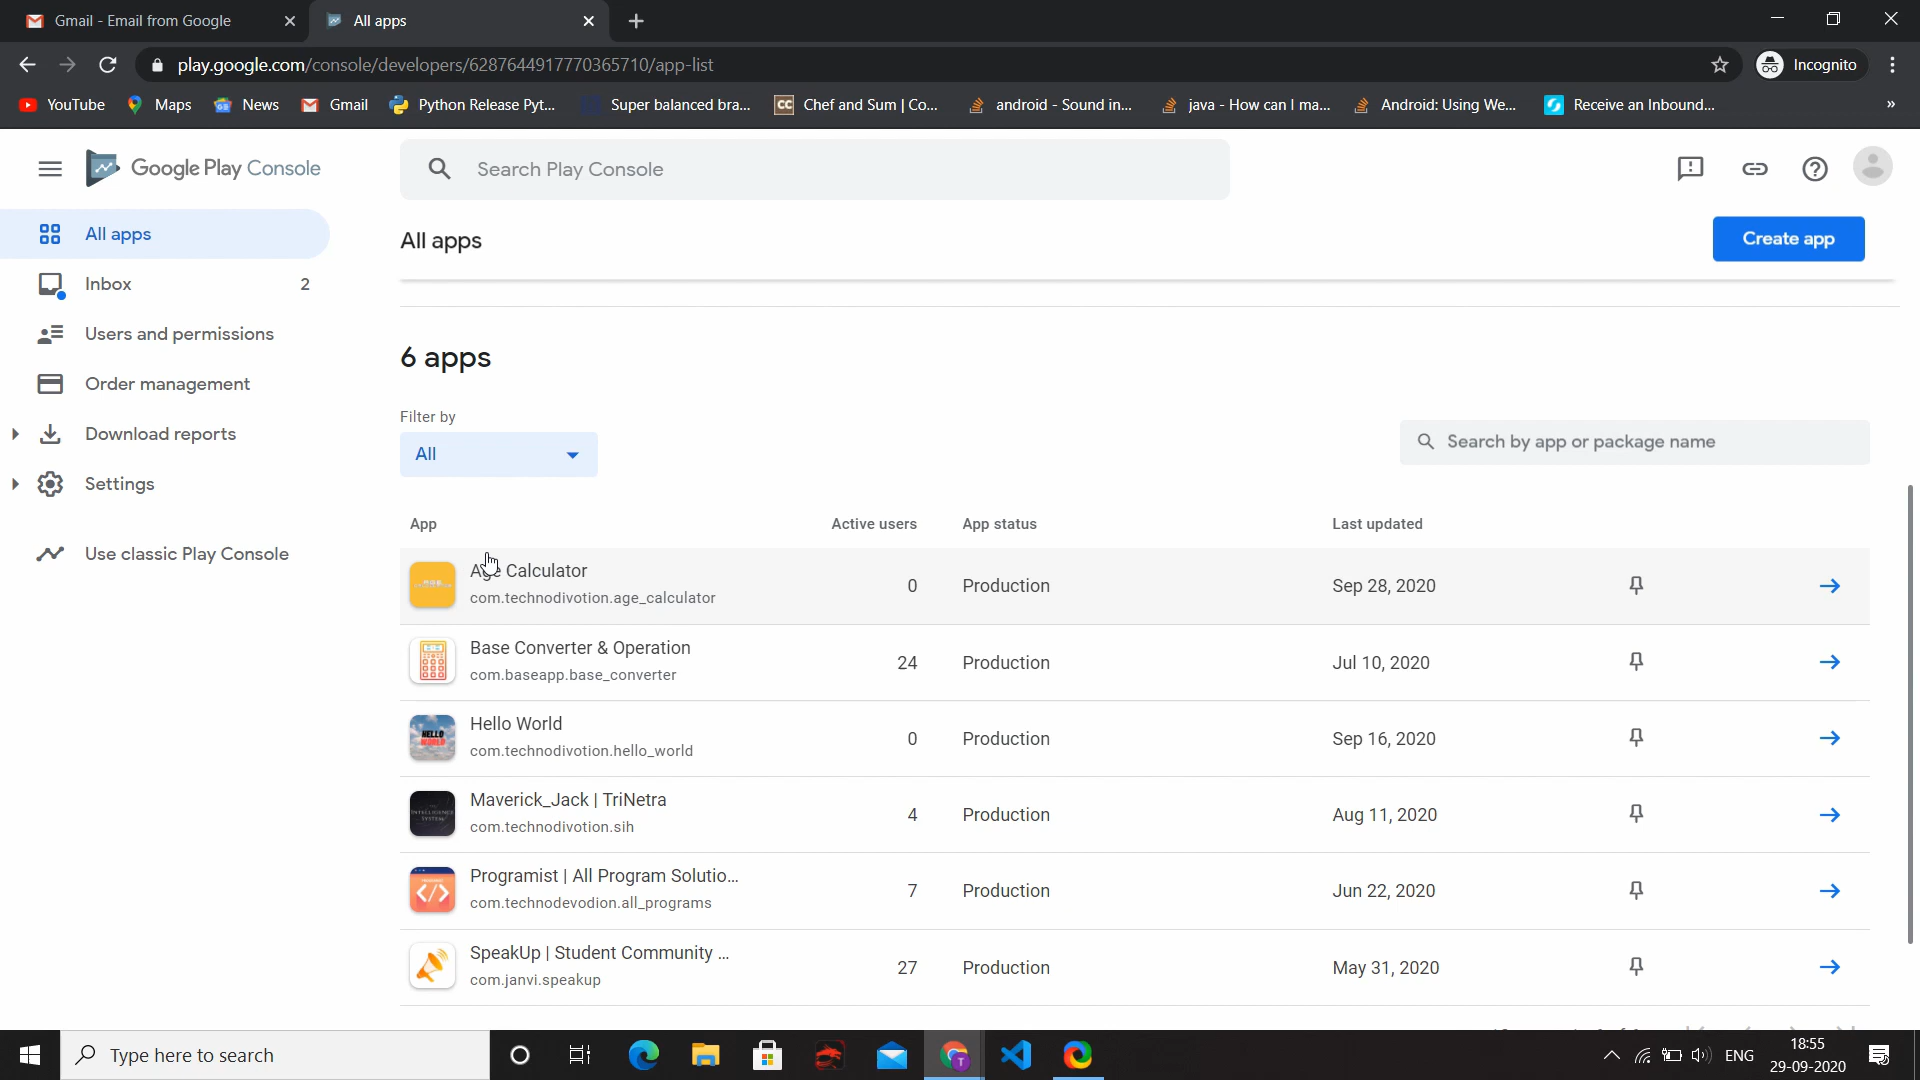 Gmail - Email from Google
All apps
play.google.com/console/developers/6287644917770365710/app-list
Incognito
YouTube
Maps
News
Gmail
Python Release Pyt...
Super balanced bra...
CC
Chef and Sum | Co...
android - Sound in...
java - How can I ma...
Android: Using We...
Receive an Inbound...
»
Google Play Console
Search Play Console
All apps
Inbox 2
Users and permissions
Order management
Download reports
Settings
Use classic Play Console
All apps
Create app
6 apps
Filter by
All
Search by app or package name
App Active users App status Last updated
Age Calculator
com.technodivotion.age_calculator
0 Production Sep 28, 2020
Base Converter & Operation
com.baseapp.base_converter
24 Production Jul 10, 2020
HELLO
WORLD
Hello World
com.technodivotion.hello_world
0 Production Sep 16, 2020
Maverick_Jack | TriNetra
com.technodivotion.sih
4 Production Aug 11, 2020
Programist | All Program Solutio...
com.technodevodion.all_programs
7 Production Jun 22, 2020
SpeakUp | Student Community ...
com.janvi.speakup
27 Production May 31, 2020
Type here to search
ENG
18:55
29-09-2020